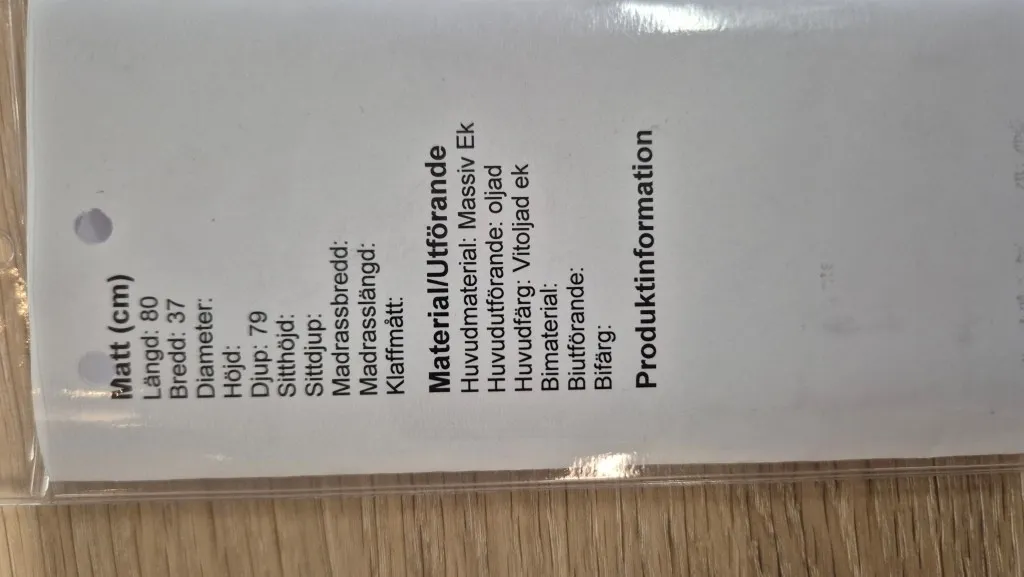 Mått (cm)
Längd: 80
Bredd: 37
Diameter:
Höjd:
Djup: 79
Sitthöjd:
Sittdjup:
Madrassbredd:
Madrasslängd:
Klaffmått:
Material/Utförande
Huvudmaterial: Massiv Ek
Huvudutförande: oljad
Huvudfärg: Vitoljad ek
Bimaterial:
Biutförande:
Bifärg:
Produktinformation